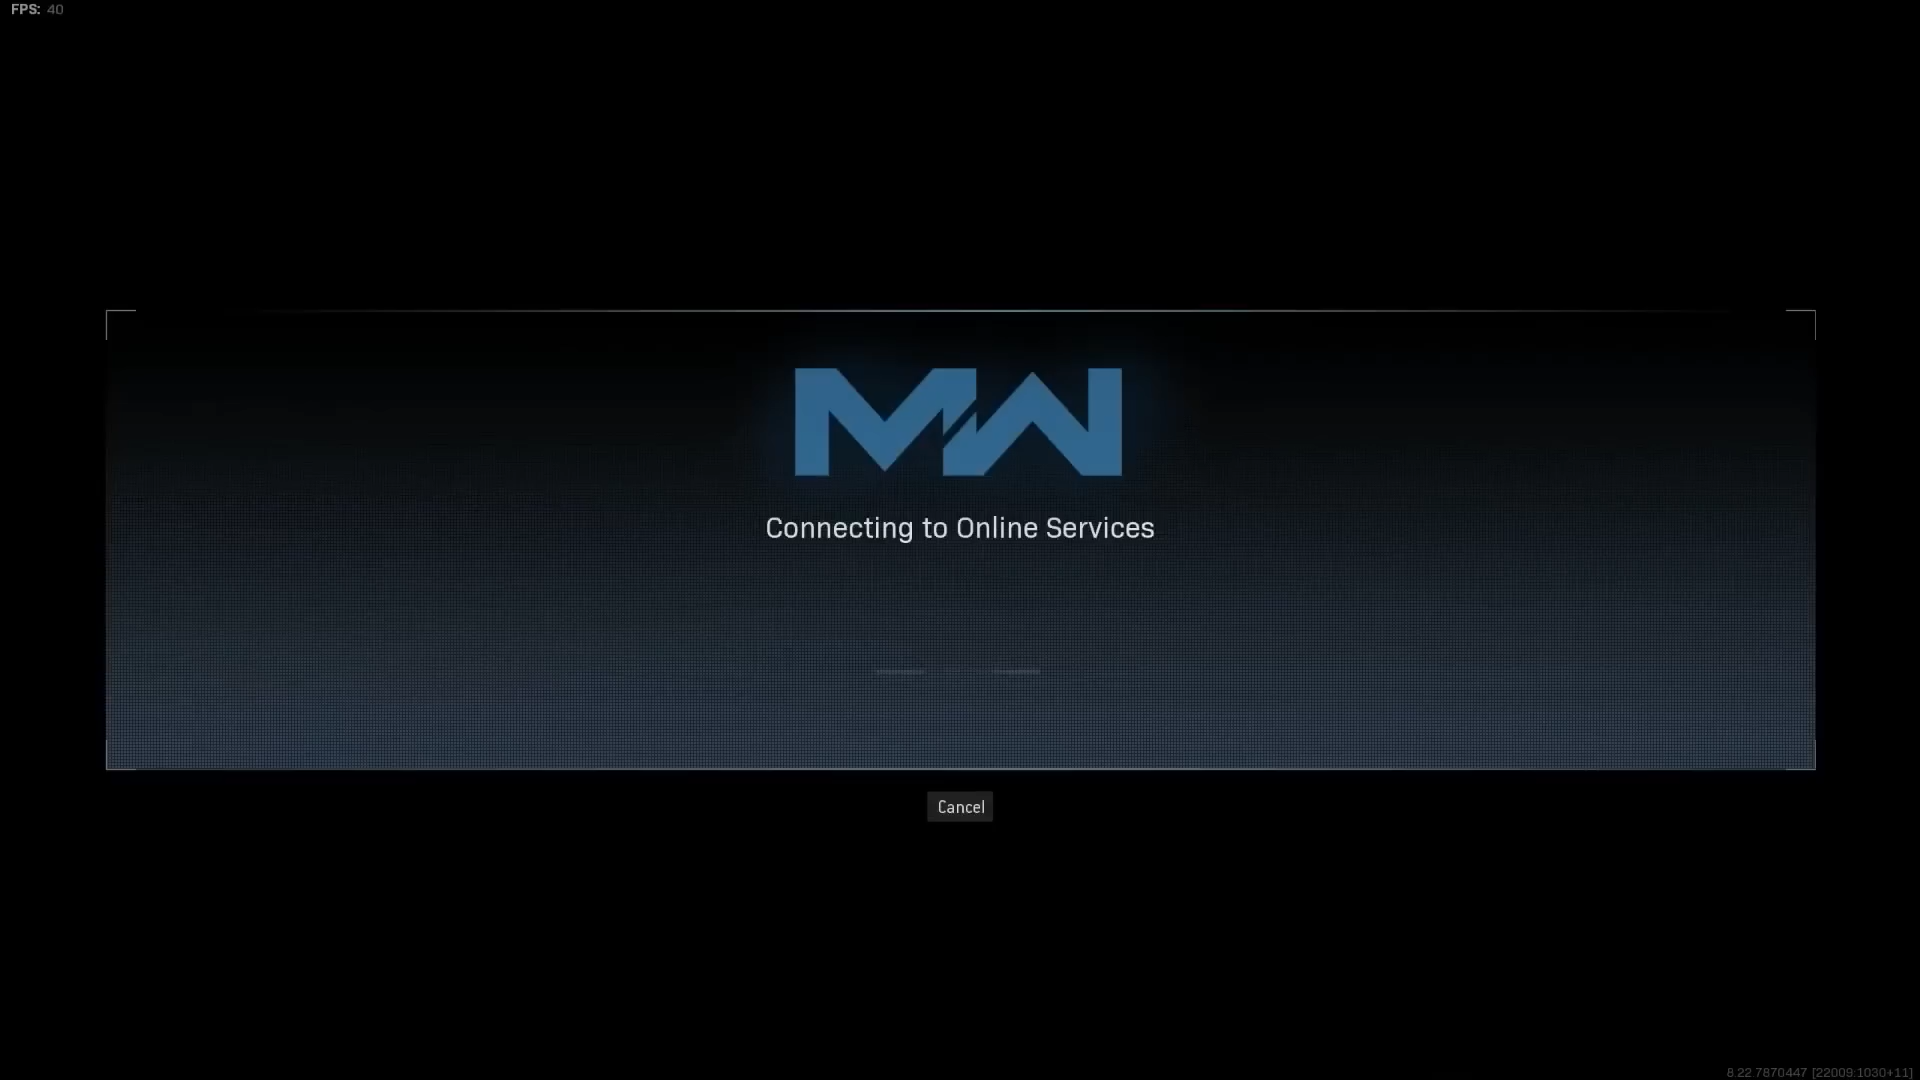 FPS: 40
MW
Connecting to Online Services
Cancel
8.22.7870447 [22009:1030+11]